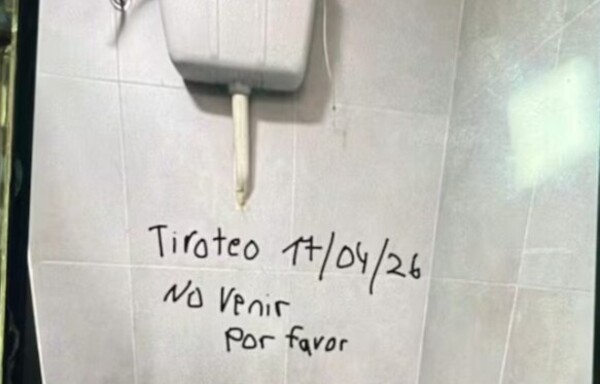 Tiroteo 17/04/26
No venir
por favor